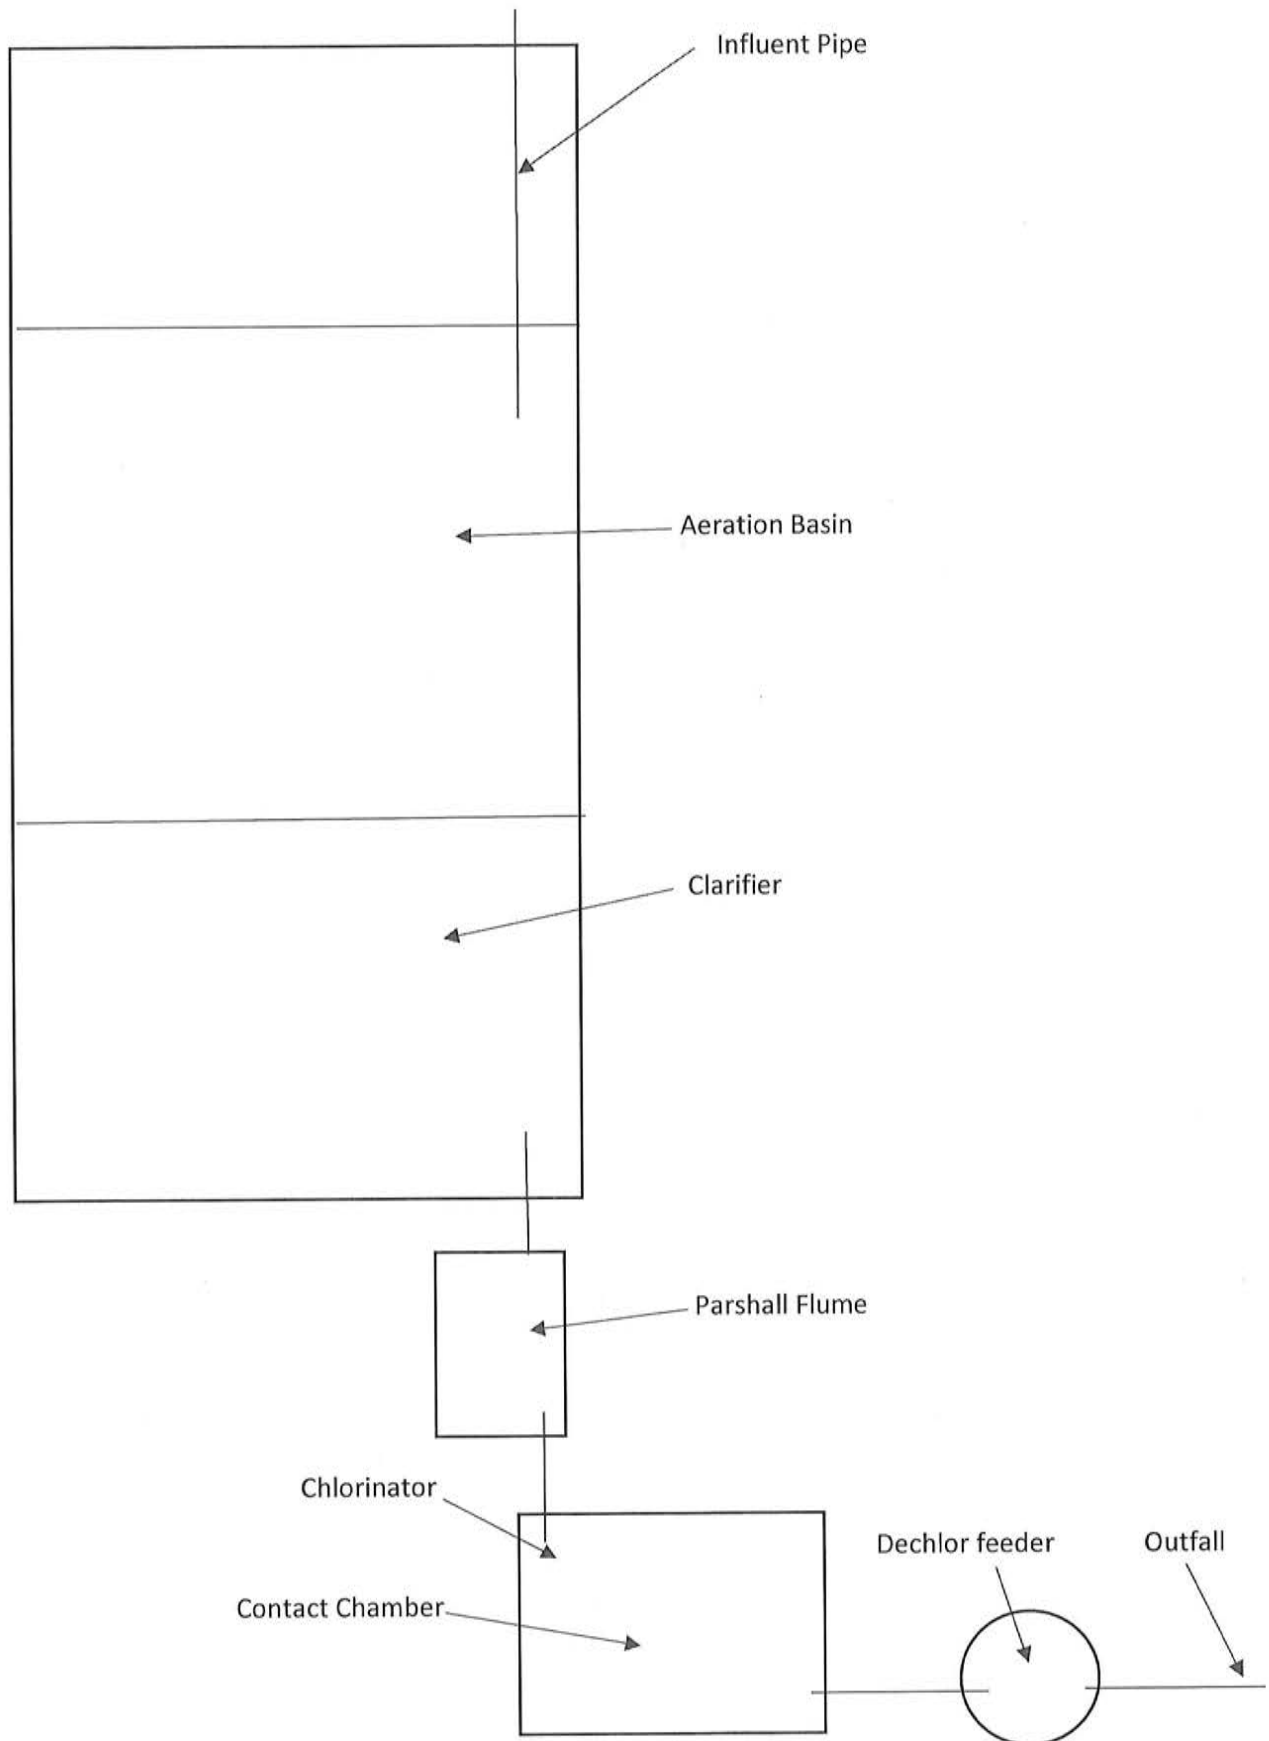 Influent Pipe
Aeration Basin
Clarifier
Parshall Flume
Chlorinator
Dechlor feeder
Outfall
Contact Chamber